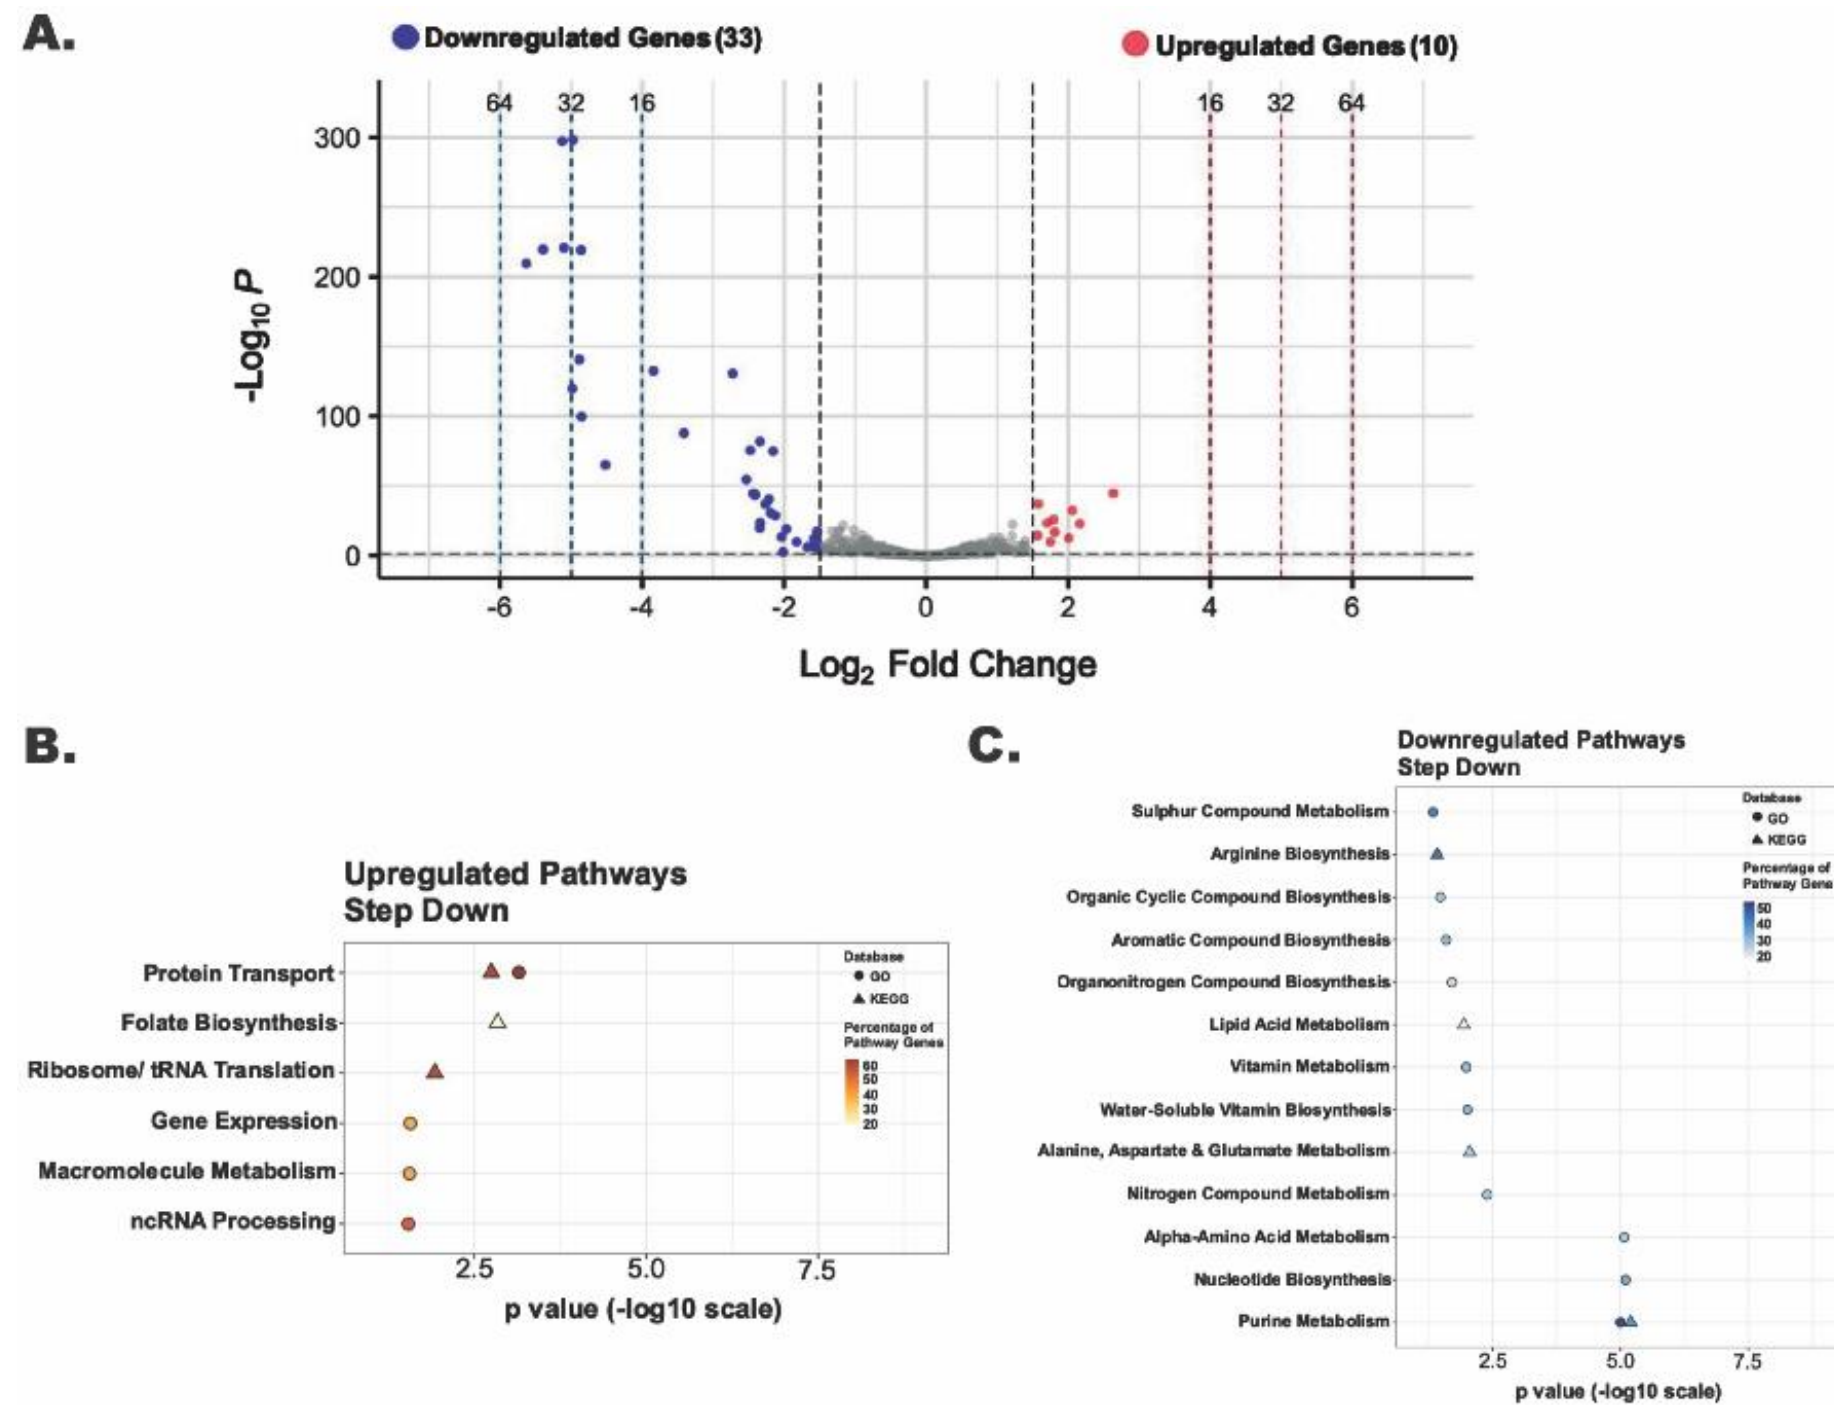 A.
Downregulated Genes (33)
Upregulated Genes (10)
64 32 16 16 32 64
300
200
100
0
-Log10 P
-6 -4 -2 0 2 4 6
Log2 Fold Change
B.
Upregulated Pathways
Step Down
Protein Transport
Folate Biosynthesis
Ribosome/ tRNA Translation
Gene Expression
Macromolecule Metabolism
ncRNA Processing
Database
GO
KEGG
Percentage of
Pathway Genes
60
50
40
30
20
2.5 5.0 7.5
p value (-log10 scale)
C.
Downregulated Pathways
Step Down
Sulphur Compound Metabolism
Arginine Biosynthesis
Organic Cyclic Compound Biosynthesis
Aromatic Compound Biosynthesis
Organonitrogen Compound Biosynthesis
Lipid Acid Metabolism
Vitamin Metabolism
Water-Soluble Vitamin Biosynthesis
Alanine, Aspartate & Glutamate Metabolism
Nitrogen Compound Metabolism
Alpha-Amino Acid Metabolism
Nucleotide Biosynthesis
Purine Metabolism
Database
GO
KEGG
Percentage of
Pathway Gene
50
40
30
20
2.5 5.0 7.5
p value (-log10 scale)